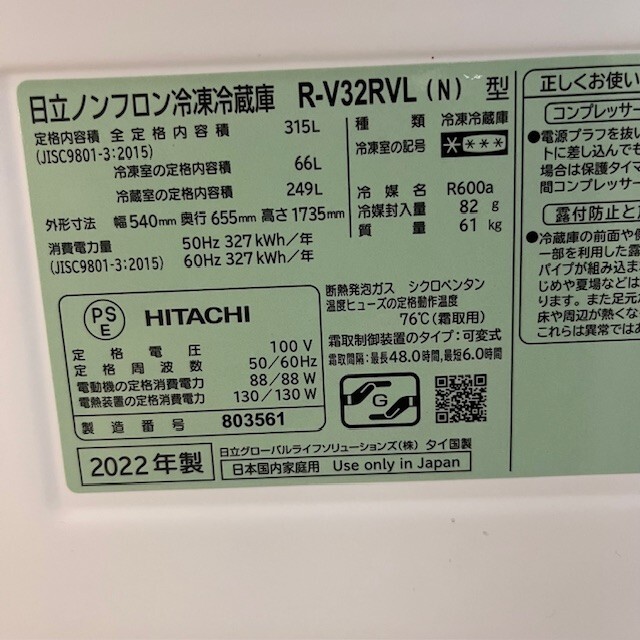 日立ノンフロン冷凍冷蔵庫 R-V32RVL (N) 型
定格内容積 全定格内容積 315L
(JISC9801-3:2015)
冷凍室の定格内容積 66L
冷蔵室の定格内容積 249L
外形寸法 幅540mm 奥行655mm 高さ1735mm
消費電力量 50Hz 327kWh/年
(JISC9801-3:2015) 60Hz 327kWh/年
種類 冷凍冷蔵庫
冷凍室の記号 ****
冷媒 R600a
冷媒封入量 82 g
質量 61 kg
PSE HITACHI
定格電圧 100 V
定格周波数 50/60Hz
電動機の定格消費電力 88/88 W
電熱装置の定格消費電力 130/130 W
製造番号 803561
断熱発泡ガス シクロペンタン
温度ヒューズの定格動作温度
76℃(霜取用)
霜取制御装置のタイプ:可変式
霜取間隔:最長48.0時間,最短6.0時間
G
2022年製
日立グローバルライフソリューションズ(株) タイ国製
日本国内家庭用 Use only in Japan
正しくお使い
コンプレッサー
●電源プラグを抜い
トに差し込んでも
場合は保護タイマ
間コンプレッサー
露付防止と
●冷蔵庫の前面や側
一部を利用した露
パイプが組み込ま
じめや夏場などは
ります。また足元
床や周辺が熱くな
これらは異常では